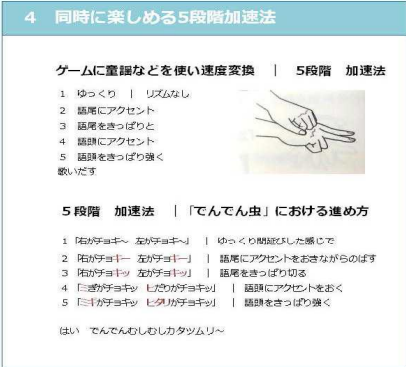 4 同時に楽しめる5段階加速法
ゲームに童謡などを使い速度変換 | 5段階 加速法
1 ゆっくり | リズムなし
2 語尾にアクセント
3 語尾をきっぱりと
4 語頭にアクセント
5 語頭をきっぱり強く
歌いだす
5段階 加速法 |「でんでん虫」における進め方
1 「右がチョキ～ 左がチョキ～」 | ゆっくり間延びした感じで
2 「右がチョキー 左がチョキー」 | 語尾にアクセントをおきながらのばす
3 「右がチョキッ 左がチョキッ」 | 語尾をきっぱり切る
4 「ミぎがチョキッ ヒだりがチョキッ」 | 語頭にアクセントをおく
5 「ミギがチョキッ ヒダリがチョキッ」 | 語頭をきっぱり強く
はい でんでんむしむしカタツムリ～